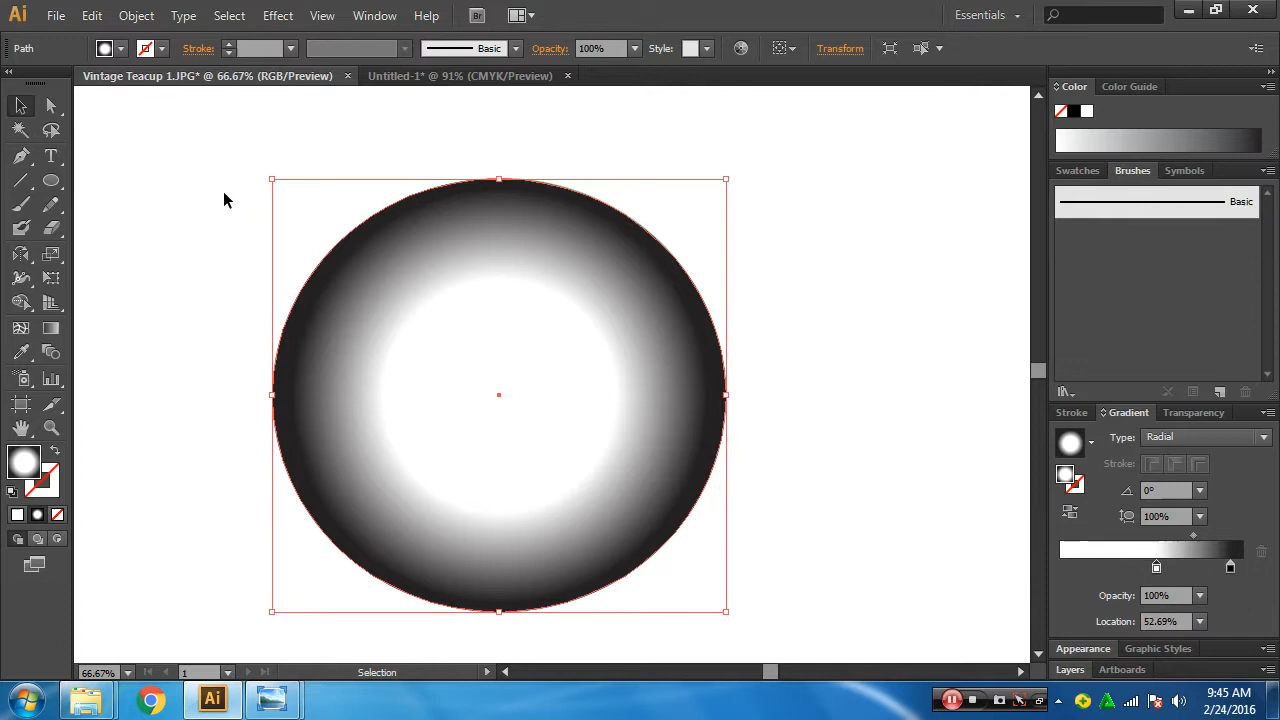 Ai File Edit Object Type Select Effect View Window Help Br Essentials
Path Stroke: Basic Opacity: 100% Style: Transform
Vintage Teacup 1.JPG* @ 66.67% (RGB/Preview) × Untitled-1* @ 91% (CMYK/Preview) ×
Color Color Guide
Swatches Brushes Symbols
Basic
Stroke Gradient Transparency
Type: Radial
Stroke:
0°
100%
Opacity: 100%
Location: 52.69%
Appearance Graphic Styles
Layers Artboards
66.67% 1 Selection
Ai
9:45 AM
2/24/2016